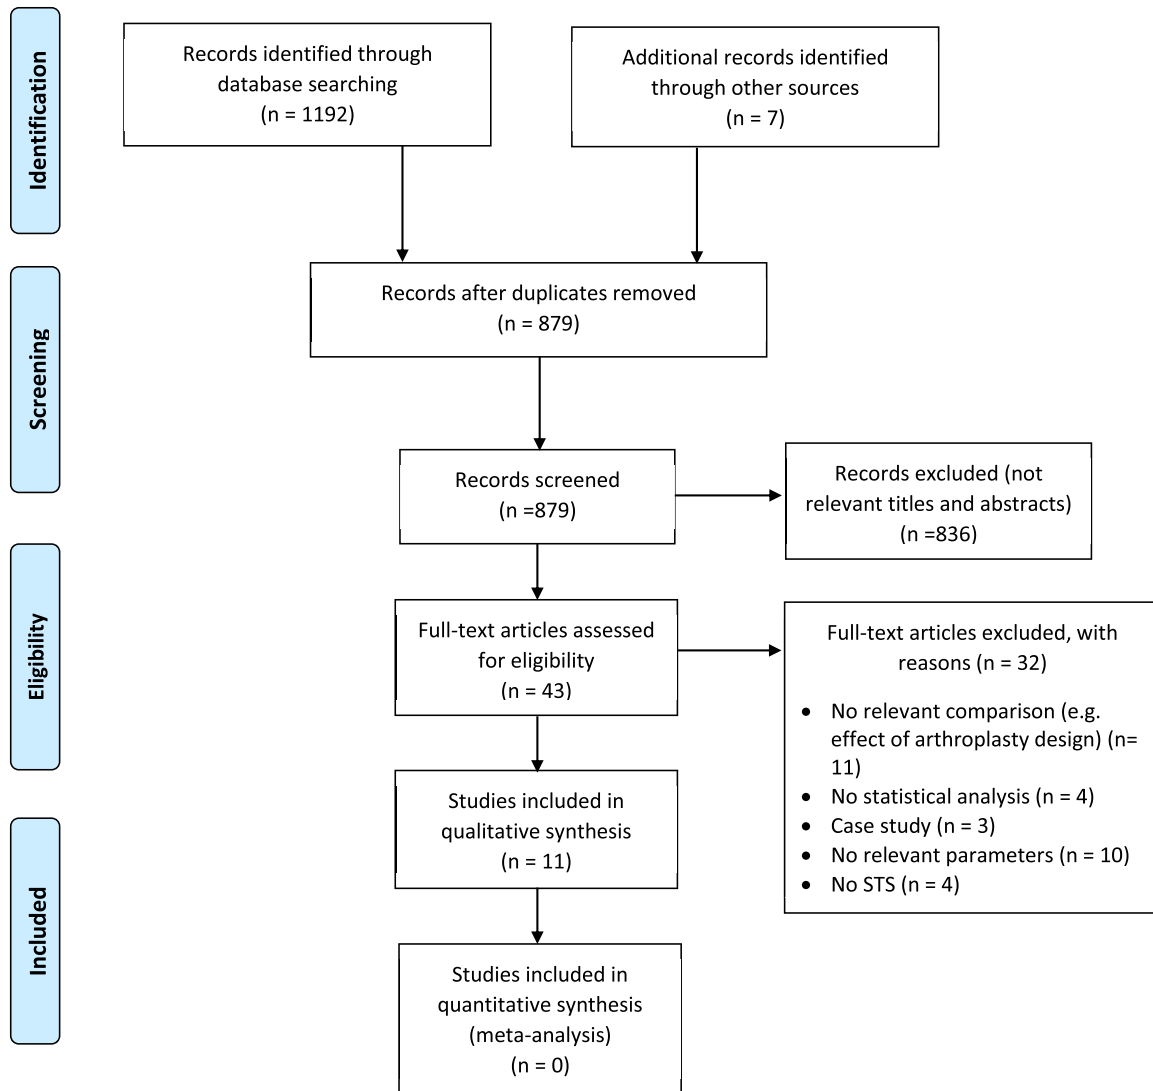 Identification
Records identified through
database searching
(n = 1192)
Additional records identified
through other sources
(n = 7)
Screening
Records after duplicates removed
(n = 879)
Records screened
(n =879)
Records excluded (not
relevant titles and abstracts)
(n =836)
Eligibility
Full-text articles assessed
for eligibility
(n = 43)
Full-text articles excluded, with
reasons (n = 32)
• No relevant comparison (e.g.
effect of arthroplasty design) (n=
11)
• No statistical analysis (n = 4)
• Case study (n = 3)
• No relevant parameters (n = 10)
• No STS (n = 4)
Included
Studies included in
qualitative synthesis
(n = 11)
Studies included in
quantitative synthesis
(meta-analysis)
(n = 0)